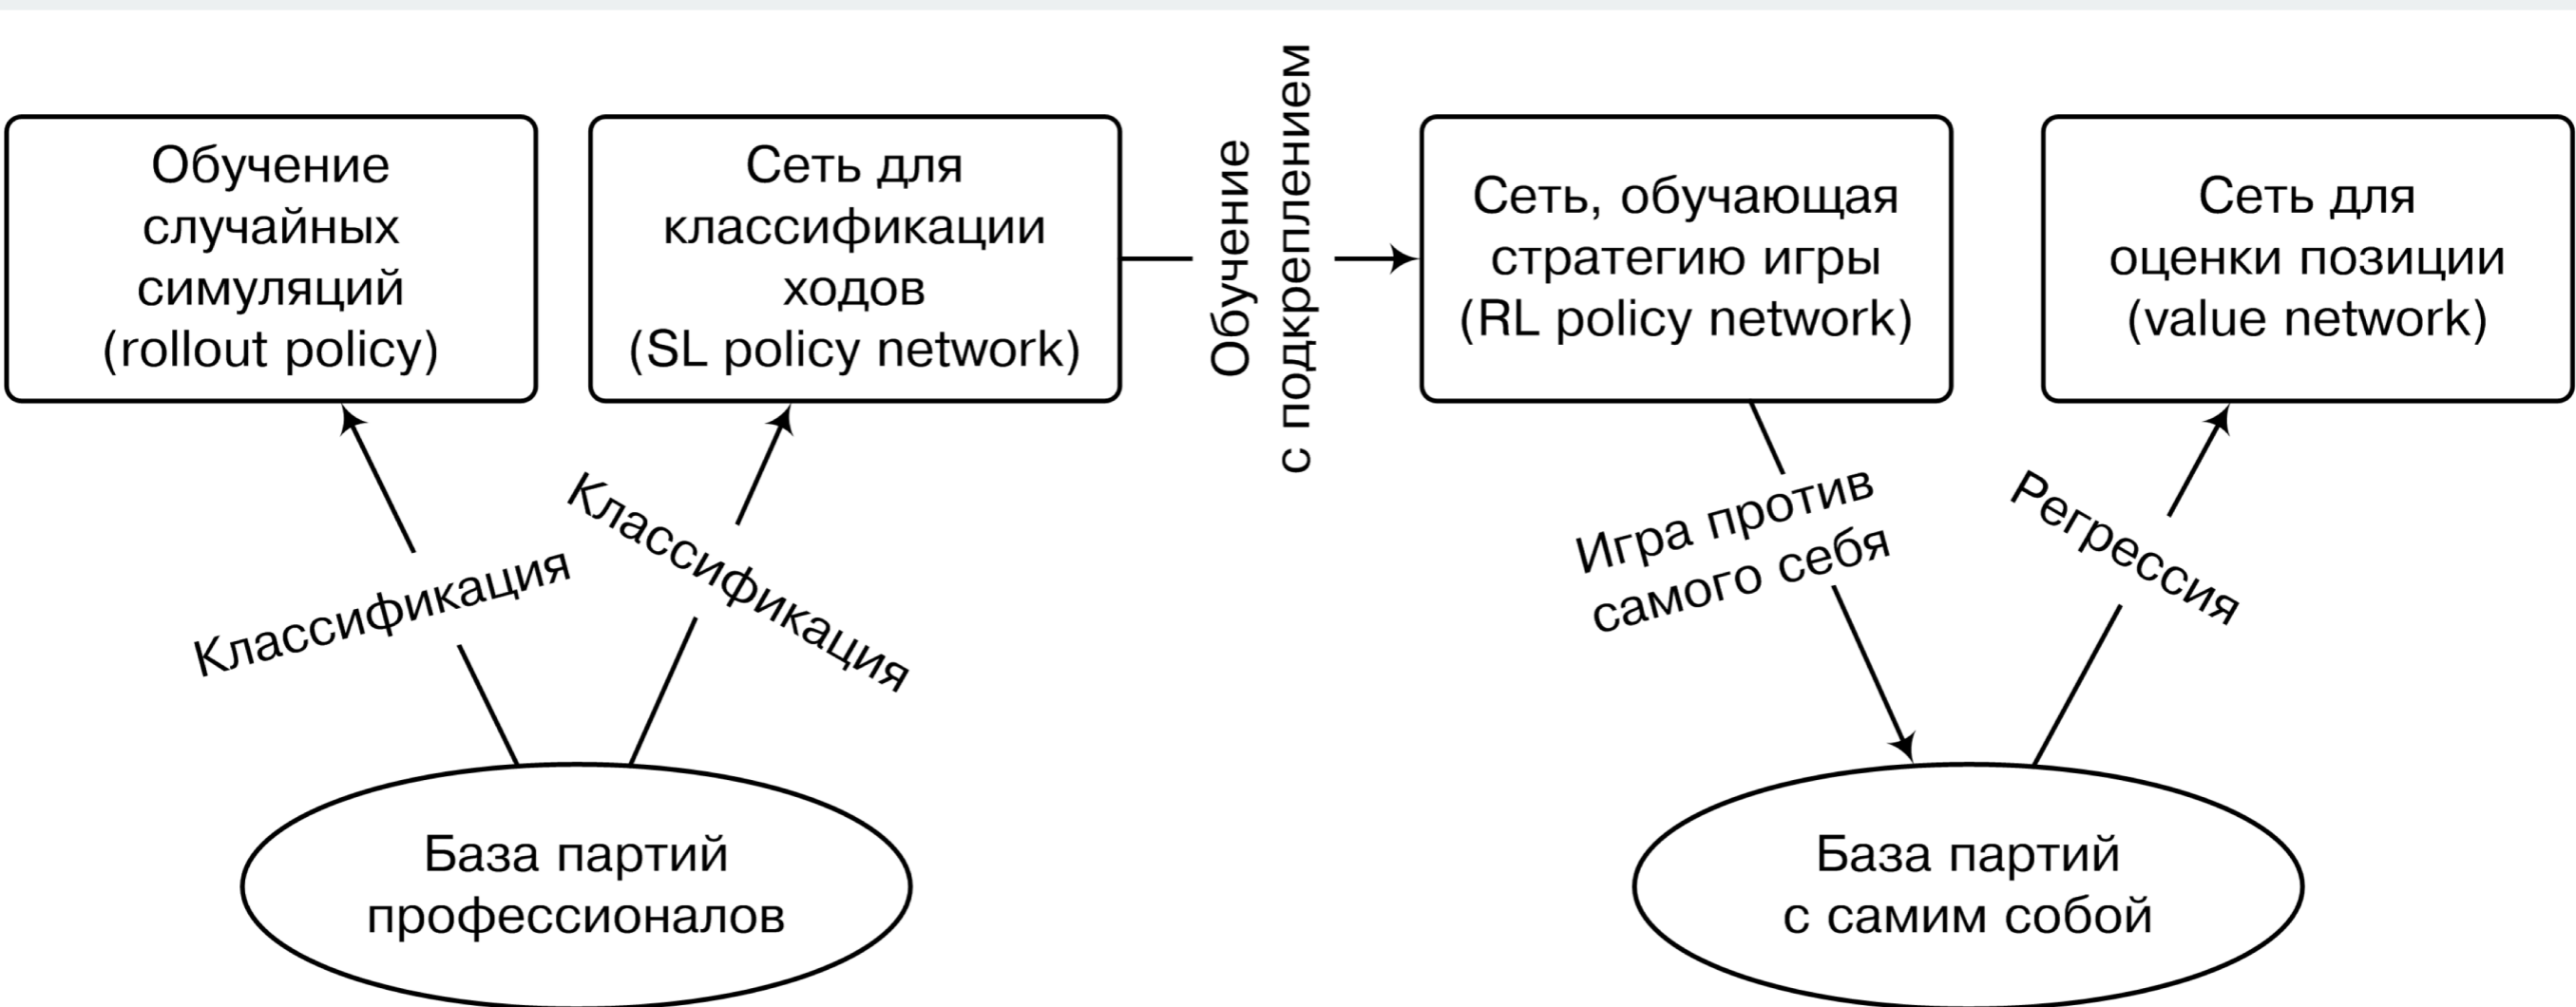 Обучение
случайных
симуляций
(rollout policy)
Сеть для
классификации
ходов
(SL policy network)
Обучение
с подкреплением
Сеть, обучающая
стратегию игры
(RL policy network)
Сеть для
оценки позиции
(value network)
Классификация
Классификация
Игра против
самого себя
Регрессия
База партий
профессионалов
База партий
с самим собой